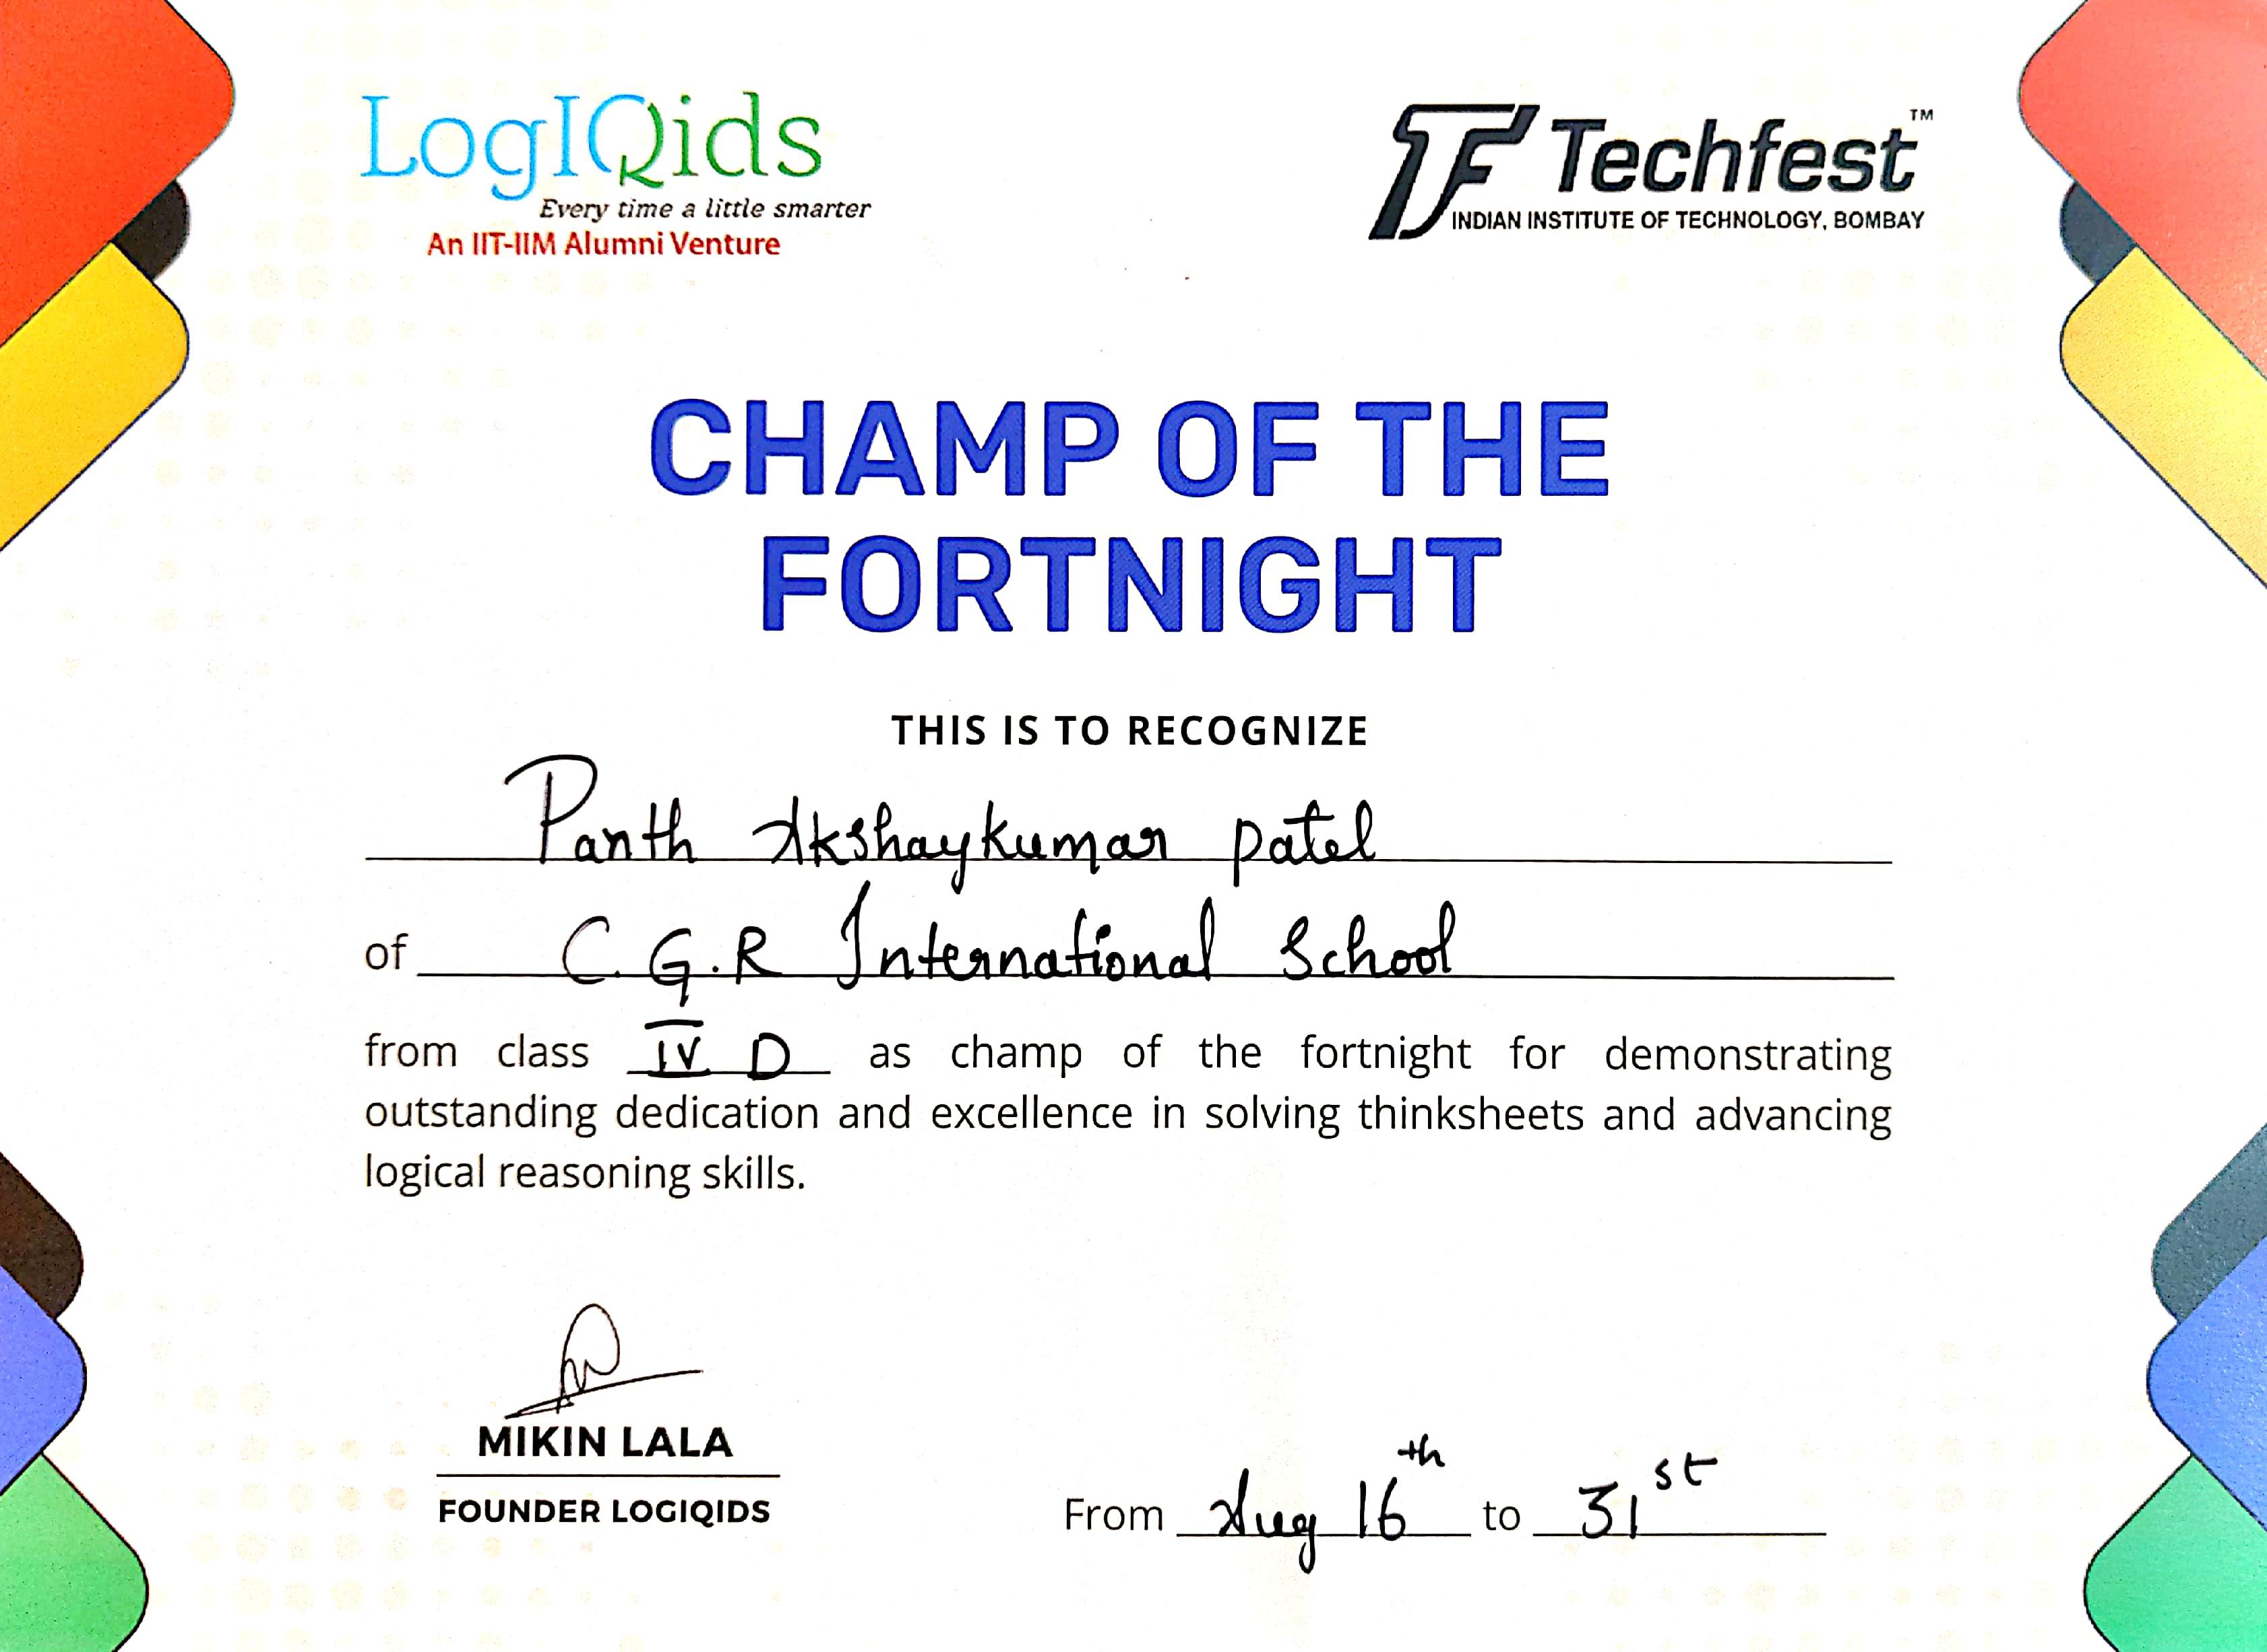 LogIQids
Every time a little smarter
An IIT-IIM Alumni Venture
TF Techfest™
INDIAN INSTITUTE OF TECHNOLOGY, BOMBAY
CHAMP OF THE
FORTNIGHT
THIS IS TO RECOGNIZE
Panth Akshaykumar patel
of C. G.R International School
from class IV D as champ of the fortnight for demonstrating
outstanding dedication and excellence in solving thinksheets and advancing
logical reasoning skills.
MIKIN LALA
FOUNDER LOGIQIDS
From Aug 16th to 31st